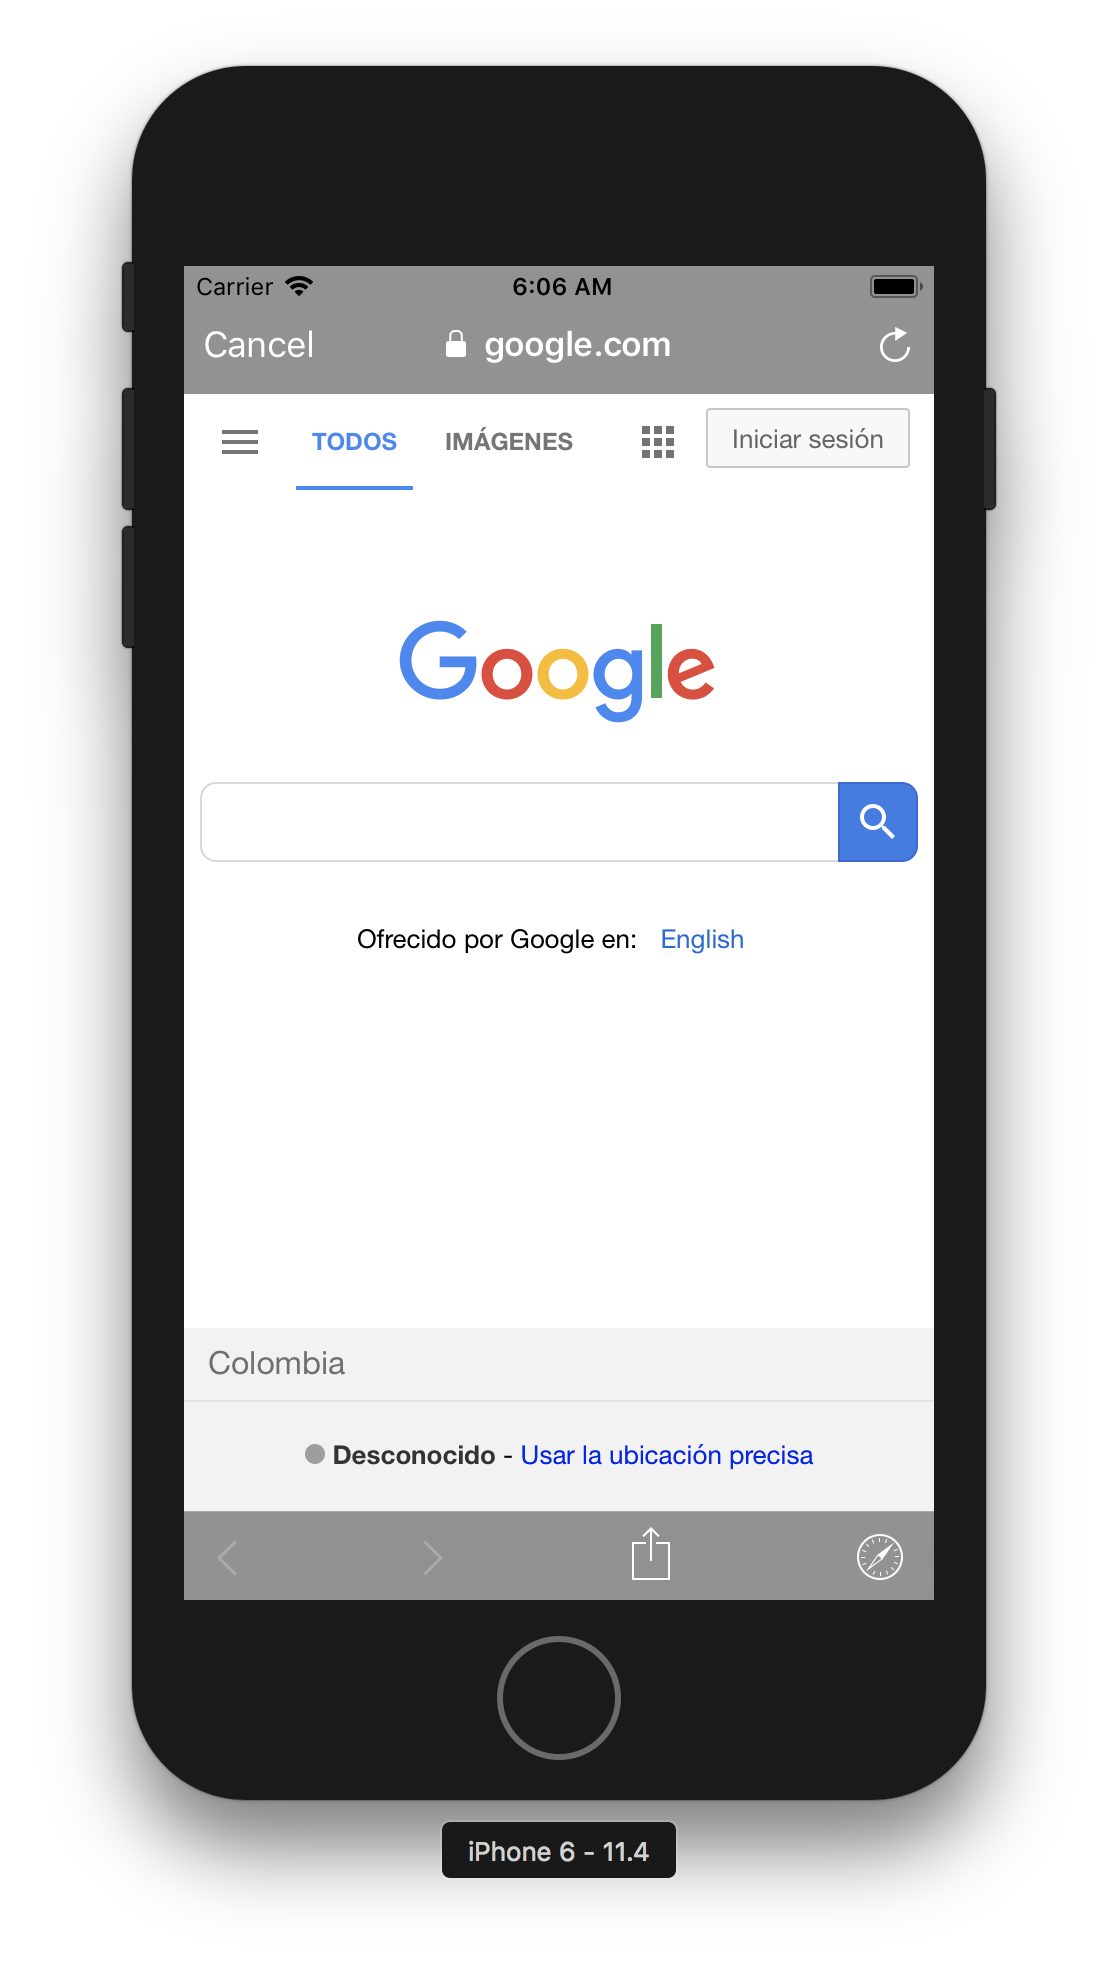 Carrier 6:06 AM
Cancel google.com
TODOS IMÁGENES Iniciar sesión
Google
Ofrecido por Google en: English
Colombia
Desconocido - Usar la ubicación precisa
iPhone 6 - 11.4